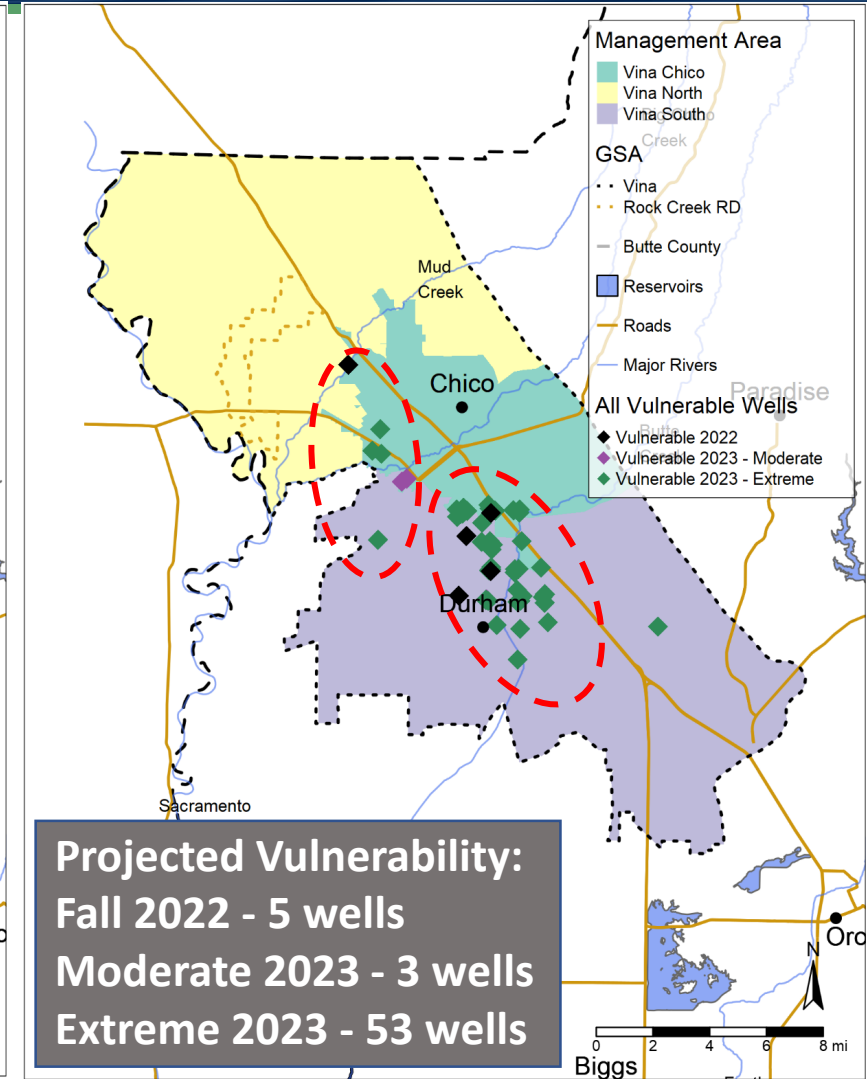 Management Area
Vina Chico
Vina North
Vina South
Big Chico
Creek
GSA
Vina
Rock Creek RD
Butte County
Reservoirs
Roads
Major Rivers
All Vulnerable Wells
Vulnerable 2022
Vulnerable 2023 - Moderate
Vulnerable 2023 - Extreme
Mud
Creek
Chico
Paradise
Butte
Durham
Sacramento
Projected Vulnerability:
Fall 2022 - 5 wells
Moderate 2023 - 3 wells
Extreme 2023 - 53 wells
Oro
N
0 2 4 6 8 mi
Biggs